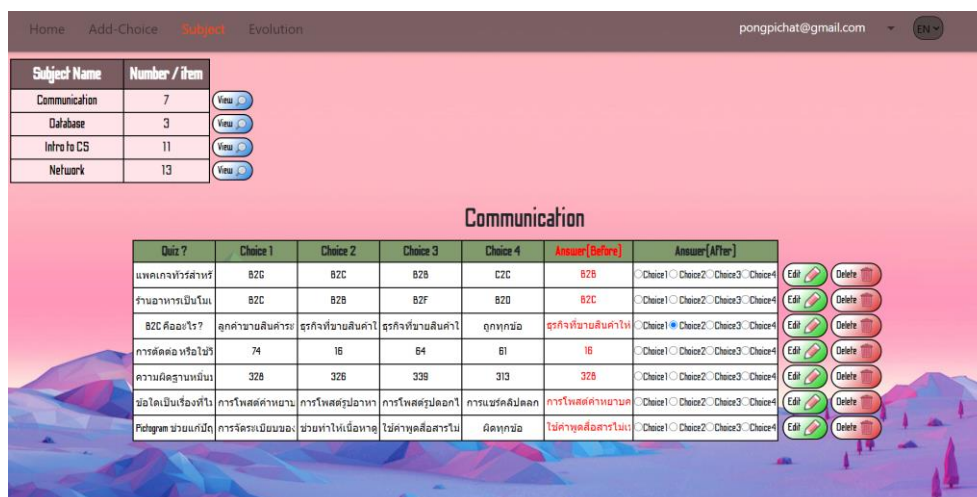 Home Add-Choice Subject Evolution pongpichat@gmail.com EN
Subject Name Number / item
Communication 7 View
Database 3 View
Intro to CS 11 View
Network 13 View
Communication
Quiz ? Choice 1 Choice 2 Choice 3 Choice 4 Answer(Before) Answer(After)
แพคเกจทัวร์สำหรั B2G B2C B2B C2C B2B Choice1 Choice2 Choice3 Choice4 Edit Delete
ร้านอาหารเป็นโมเ B2C B2B B2F B2D B2C Choice1 Choice2 Choice3 Choice4 Edit Delete
B2C คืออะไร? ลูกค้าขายสินค้าระ ธุรกิจที่ขายสินค้าใ ธุรกิจที่ขายสินค้าใ ถูกทุกข้อ ธุรกิจที่ขายสินค้าให้ Choice1 Choice2 Choice3 Choice4 Edit Delete
การตัดต่อ หรือใช้วิ 74 16 64 61 16 Choice1 Choice2 Choice3 Choice4 Edit Delete
ความผิดฐานหมิ่นป 328 326 339 313 328 Choice1 Choice2 Choice3 Choice4 Edit Delete
ข้อใดเป็นเรื่องที่ไ การโพสต์คำหยาบ การโพสต์รูปอาหา การโพสต์รูปดอกไ การแชร์คลิปตลก การโพสต์คำหยาบค Choice1 Choice2 Choice3 Choice4 Edit Delete
Pictogram ช่วยแก้ปัญ การจัดระเบียบของ ช่วยทำให้เนื้อหาดู ใช้คำพูดสื่อสารไม่ ผิดทุกข้อ ใช้คำพูดสื่อสารไม่เ Choice1 Choice2 Choice3 Choice4 Edit Delete